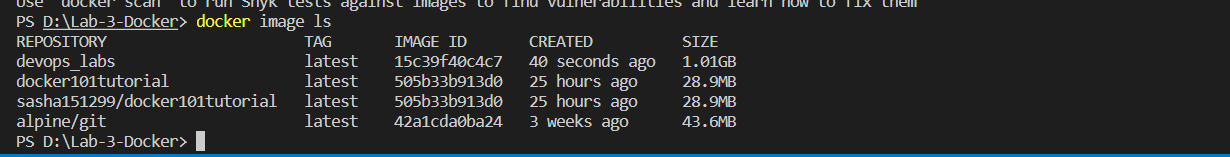 Use 'docker scan' to run Snyk tests against images to find vulnerabilities and learn how to fix them
PS D:\Lab-3-Docker> docker image ls
REPOSITORY TAG IMAGE ID CREATED SIZE
devops_labs latest 15c39f40c4c7 40 seconds ago 1.01GB
docker101tutorial latest 505b33b913d0 25 hours ago 28.9MB
sasha151299/docker101tutorial latest 505b33b913d0 25 hours ago 28.9MB
alpine/git latest 42a1cda0ba24 3 weeks ago 43.6MB
PS D:\Lab-3-Docker>